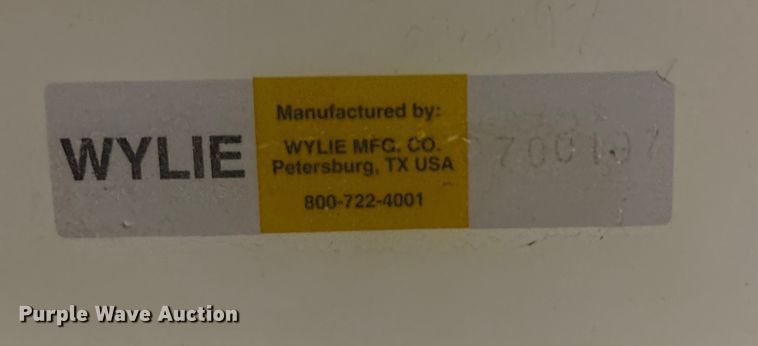 WYLIE
Manufactured by:
WYLIE MFG. CO.
Petersburg, TX USA
800-722-4001
Purple Wave Auction